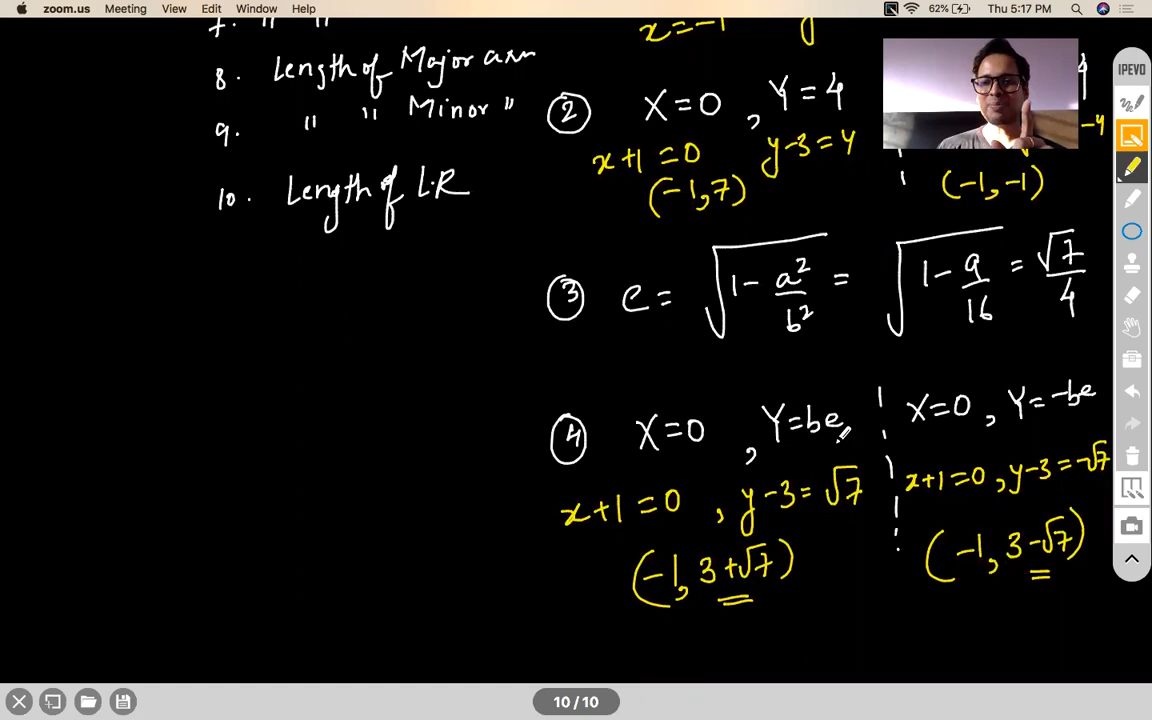 zoom.us Meeting View Window Edit Help 62% Thu 5:17 PM
7. " "
8. Length of Major axis
9. " " Minor "
10. Length of L.R
x = -1
② X=0 , Y=4
x+1=0 y-3=4
(-1,7)
-4
(-1,-1)
③ e = √(1 - a²/b²) = √(1 - 9/16) = √7/4
④ X=0 , Y=be
x+1=0 , y-3=√7
(-1, 3+√7)
X=0 , Y=-be
x+1=0 , y-3=-√7
(-1, 3-√7)
IPEVO
10 / 10